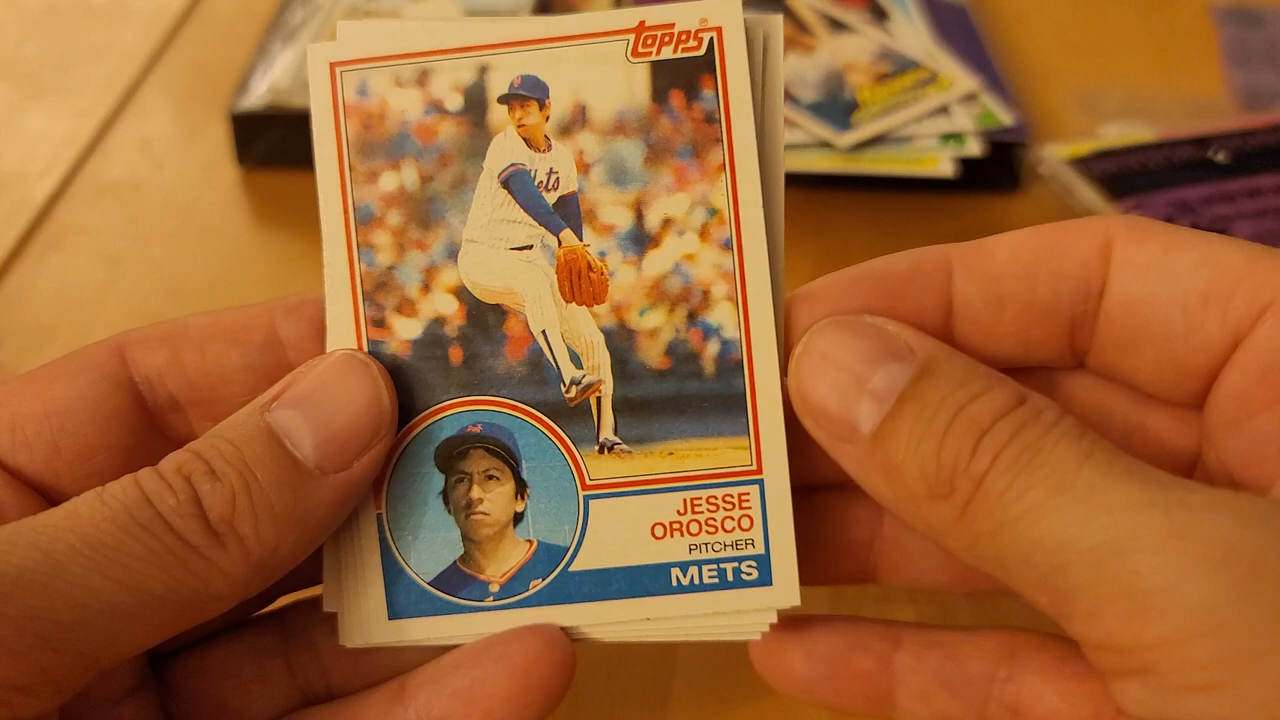 Topps
Mets
JESSE
OROSCO
PITCHER
METS